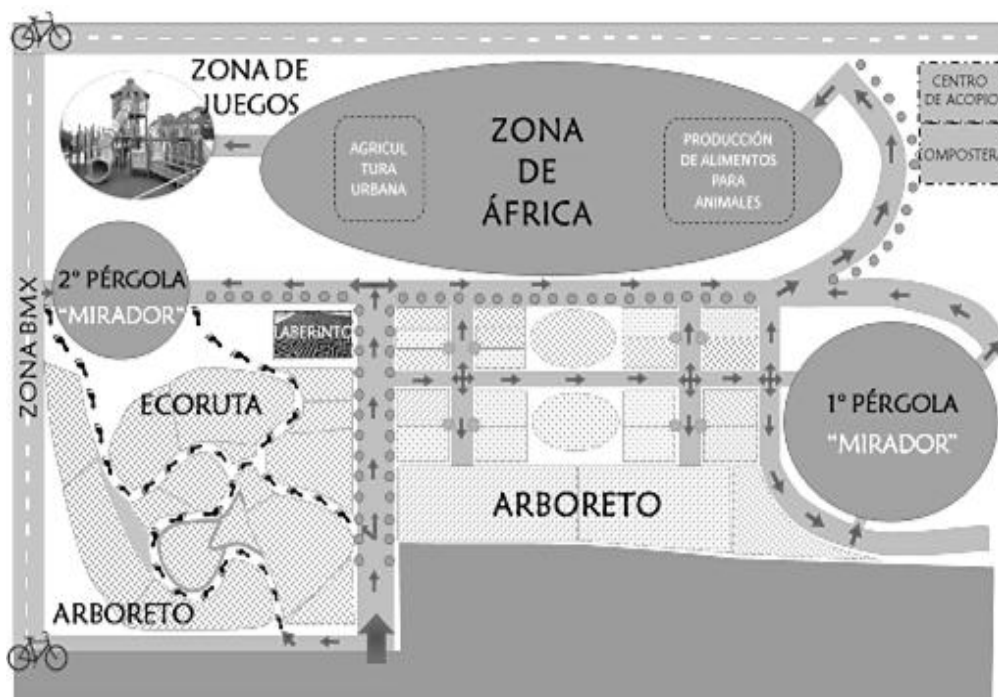 ZONA DE
JUEGOS
AGRICUL
TURA
URBANA
ZONA
DE
ÁFRICA
PRODUCCIÓN
DE ALIMENTOS
PARA
ANIMALES
CENTRO
DE ACOPIO
OMPOSTERA
2° PÉRGOLA
"MIRADOR"
ZONA BMX
LABERINTO
ECORUTA
1° PÉRGOLA
"MIRADOR"
ARBORETO
ARBORETO